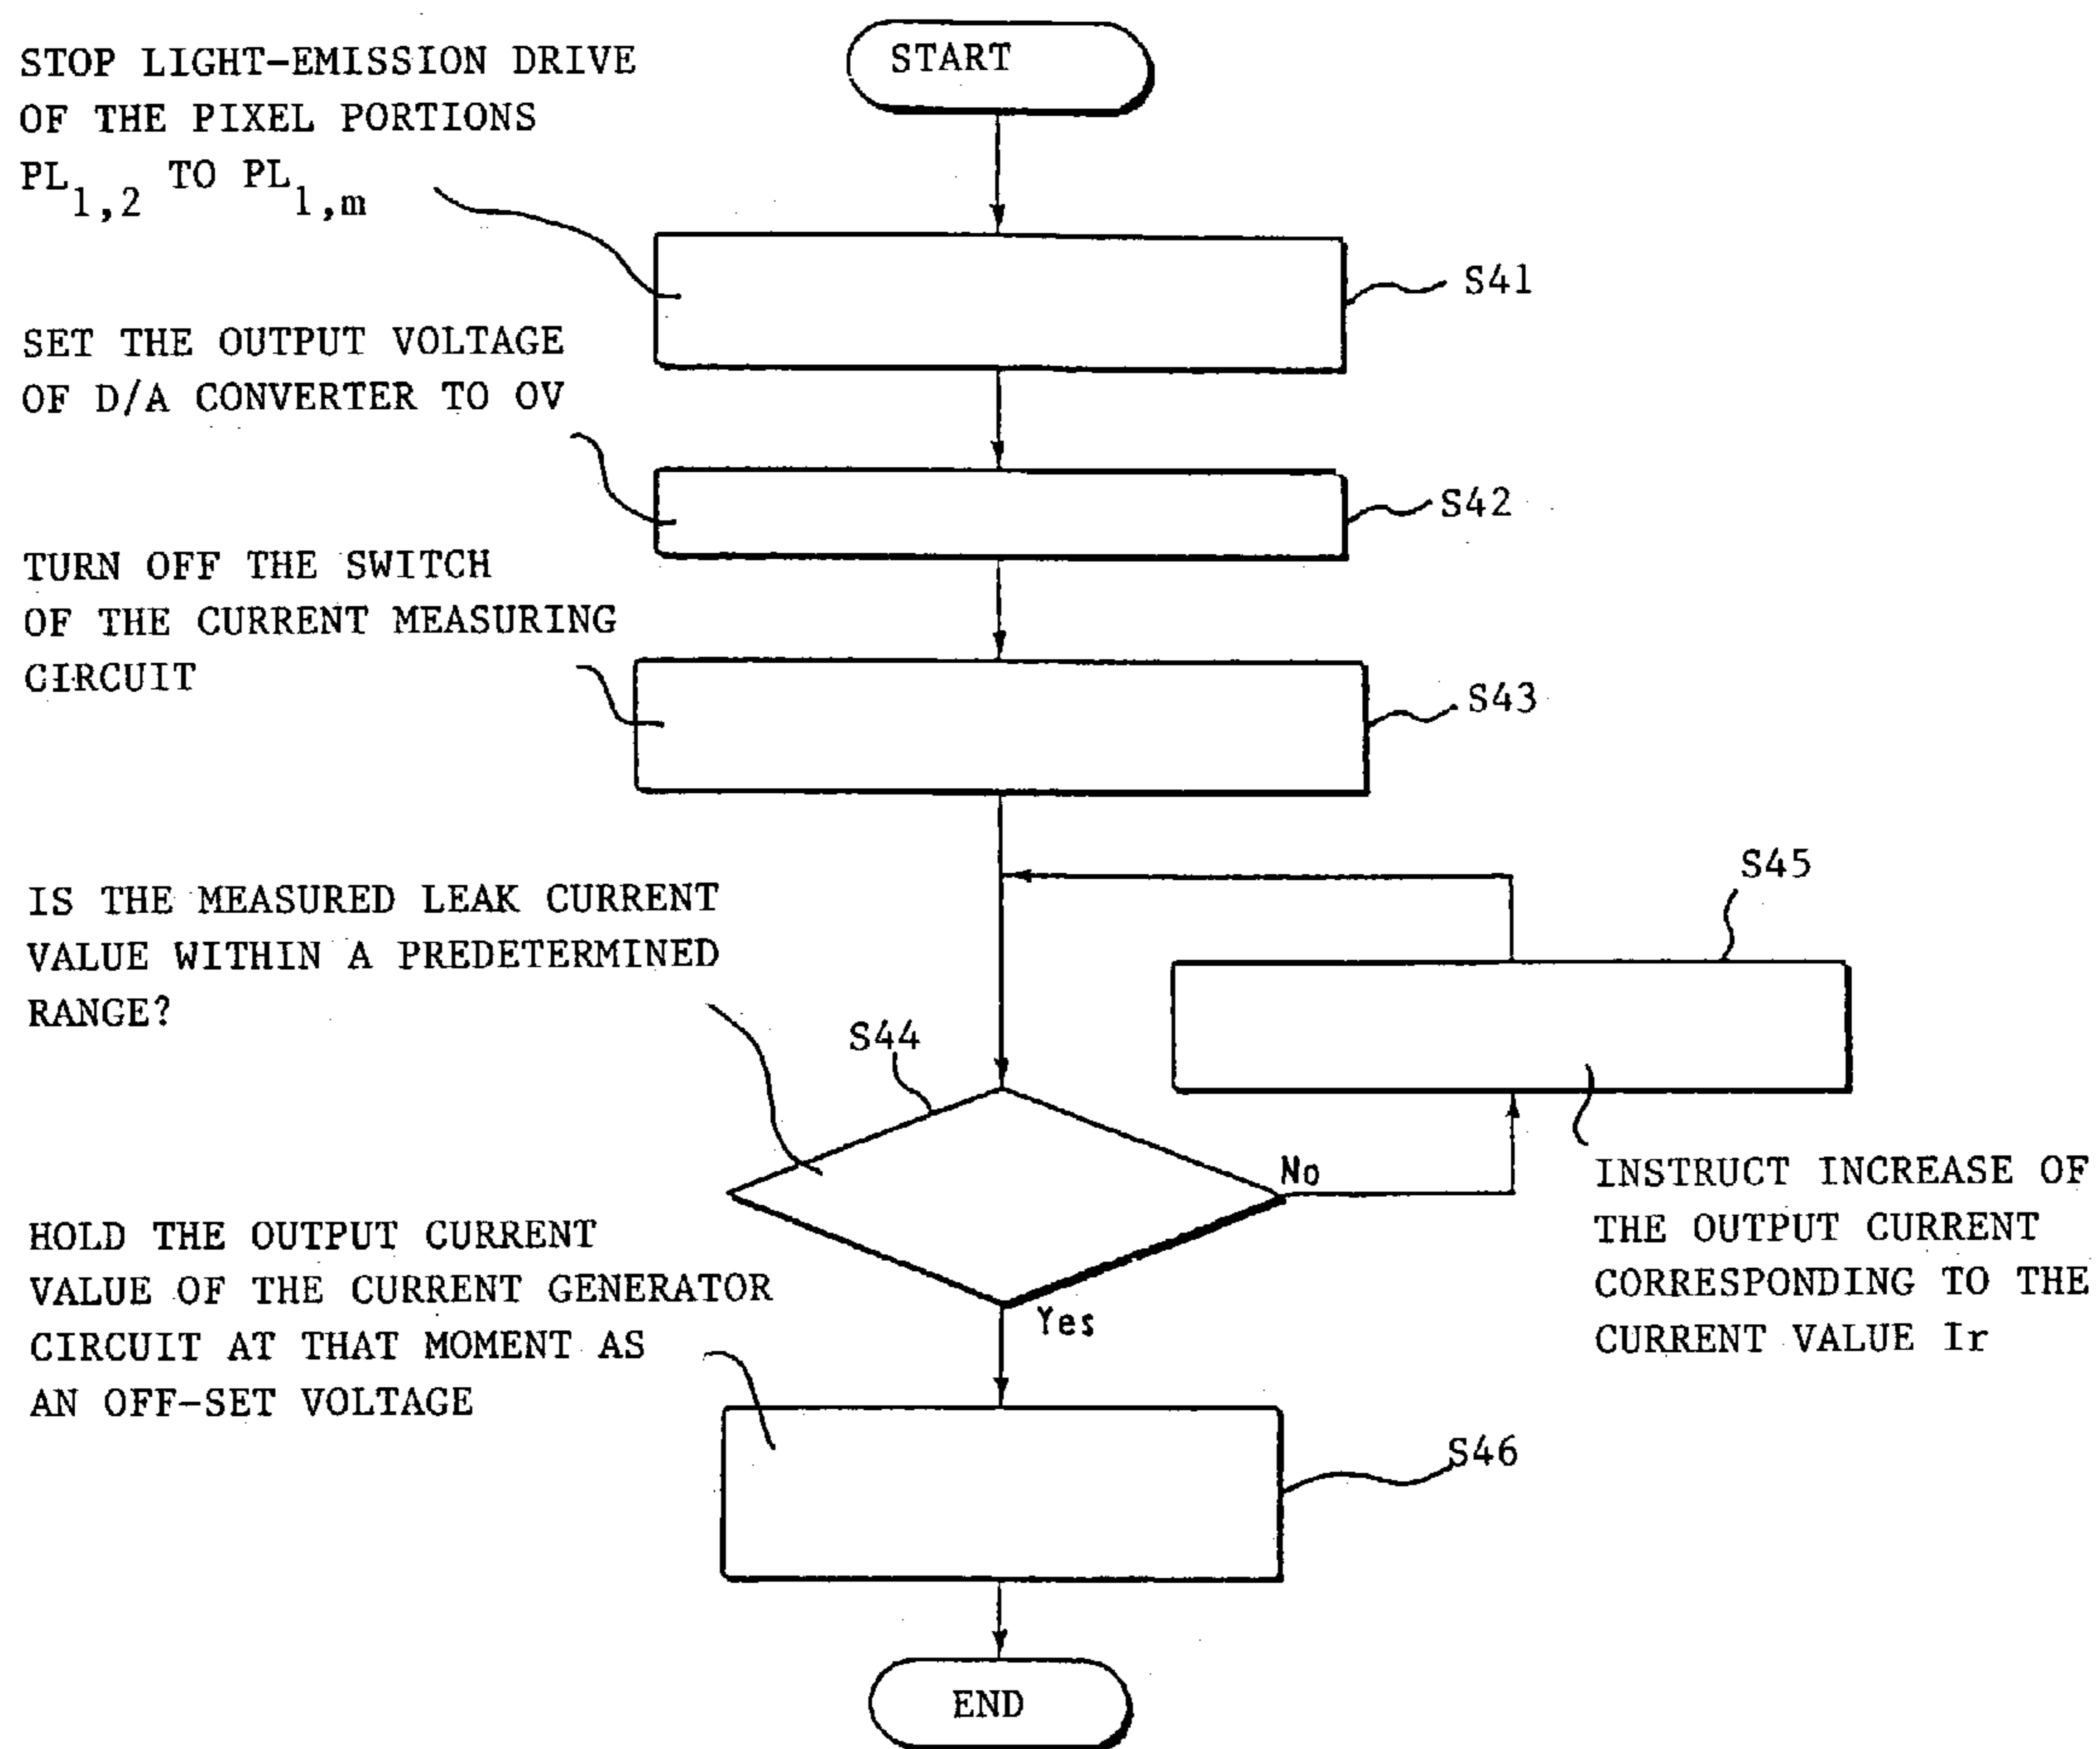 START
STOP LIGHT-EMISSION DRIVE
OF THE PIXEL PORTIONS
PL1,2 TO PL1,m
S41
SET THE OUTPUT VOLTAGE
OF D/A CONVERTER TO OV
S42
TURN OFF THE SWITCH
OF THE CURRENT MEASURING
CIRCUIT
S43
IS THE MEASURED LEAK CURRENT
VALUE WITHIN A PREDETERMINED
RANGE?
S44
No
Yes
S45
INSTRUCT INCREASE OF
THE OUTPUT CURRENT
CORRESPONDING TO THE
CURRENT VALUE Ir
HOLD THE OUTPUT CURRENT
VALUE OF THE CURRENT GENERATOR
CIRCUIT AT THAT MOMENT AS
AN OFF-SET VOLTAGE
S46
END